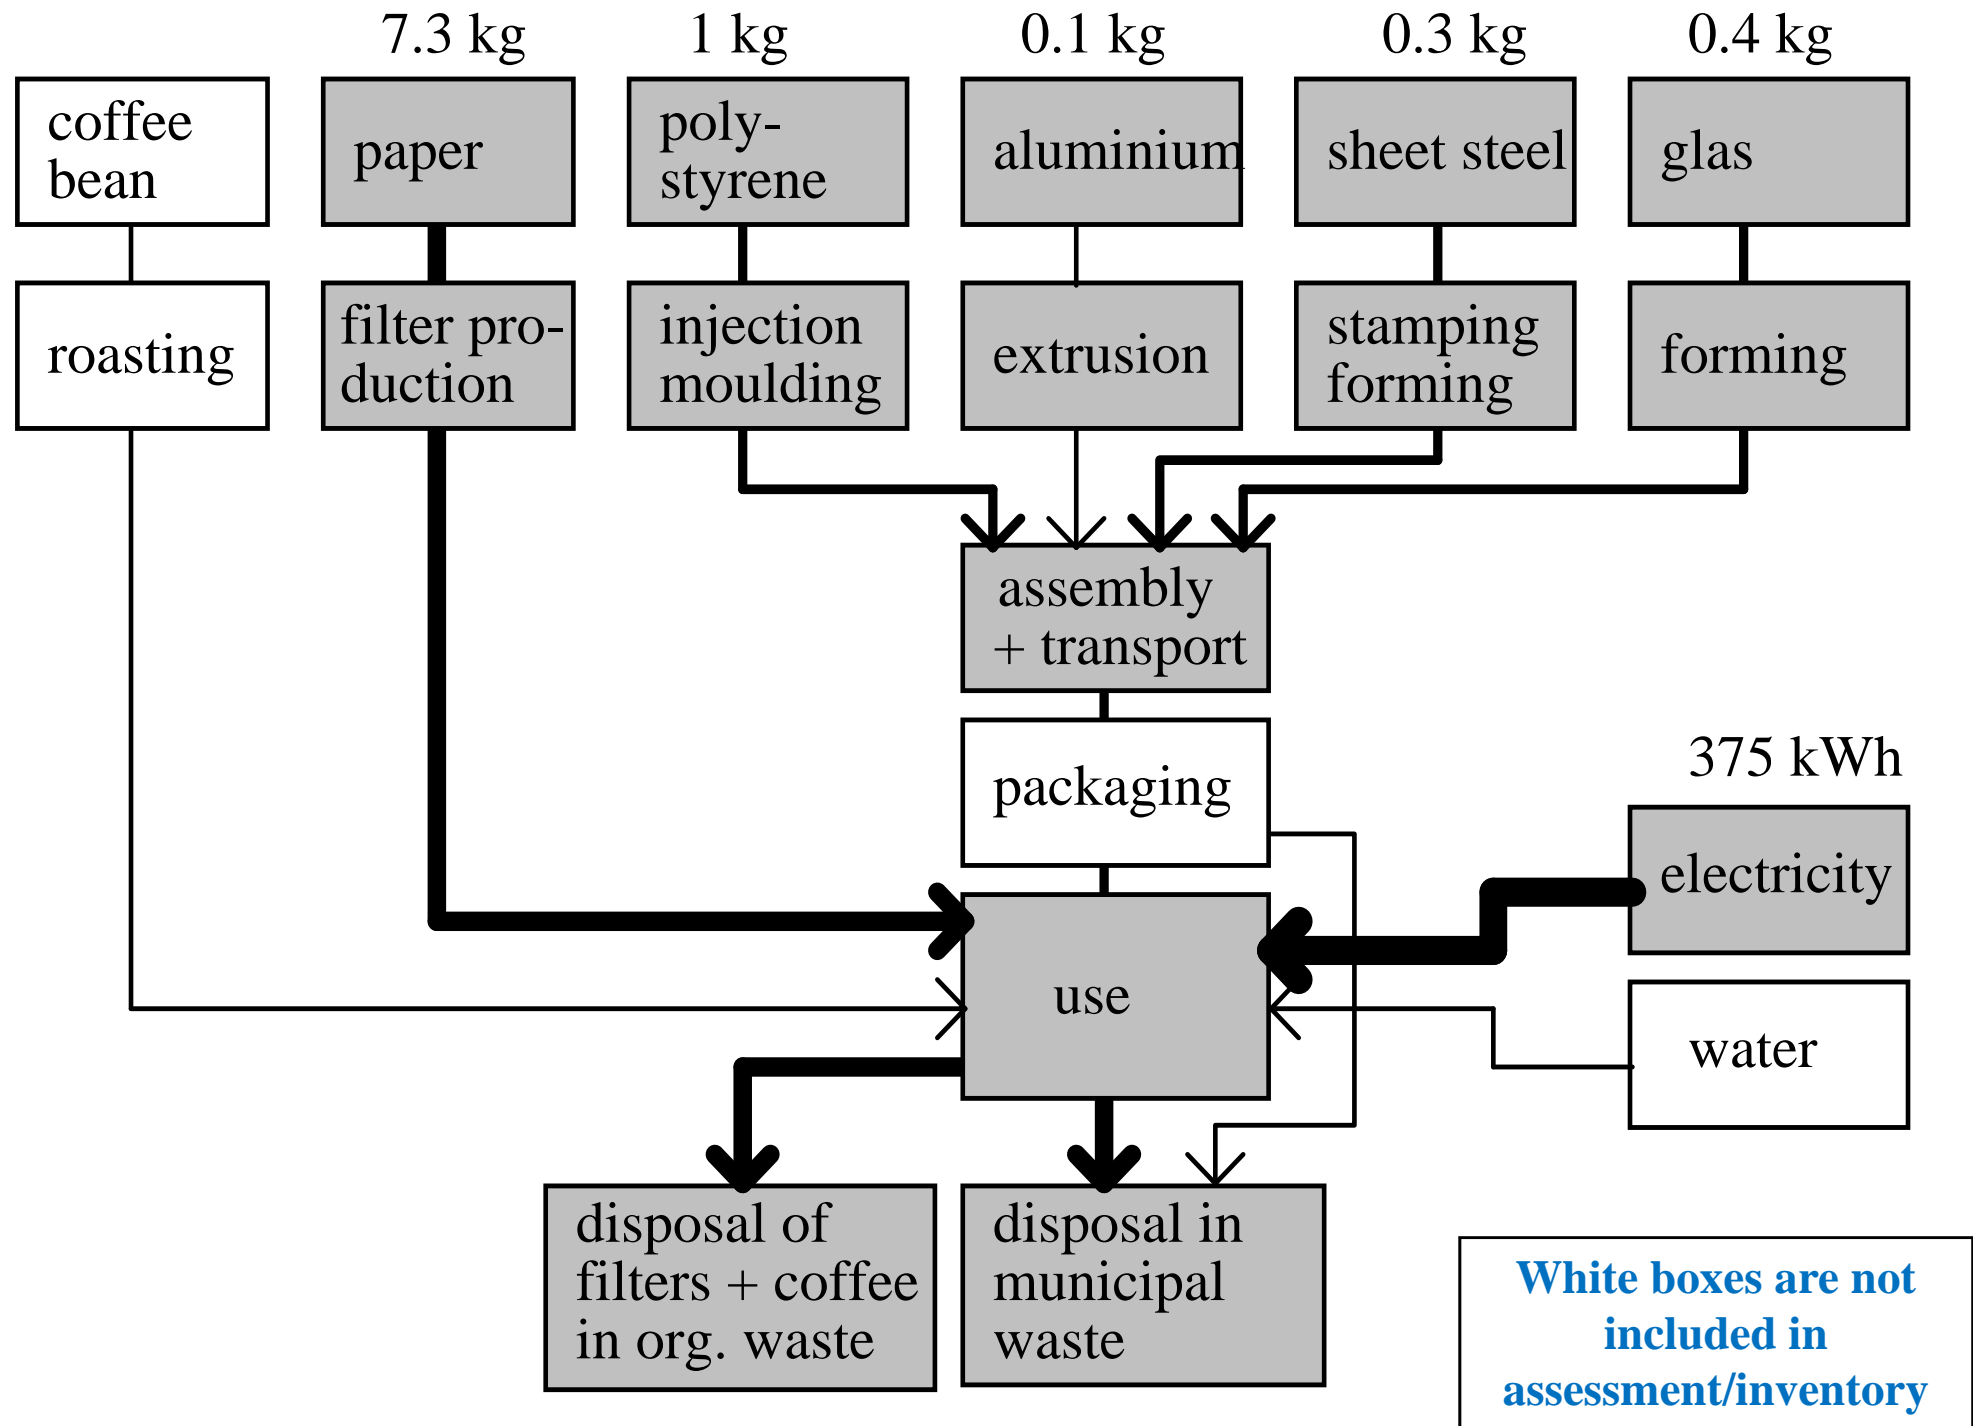 7.3 kg
1 kg
0.1 kg
0.3 kg
0.4 kg
coffee
bean
paper
poly-
styrene
aluminium
sheet steel
glas
roasting
filter pro-
duction
injection
moulding
extrusion
stamping
forming
forming
assembly
+ transport
packaging
375 kWh
electricity
use
water
disposal of
filters + coffee
in org. waste
disposal in
municipal
waste
White boxes are not
included in
assessment/inventory